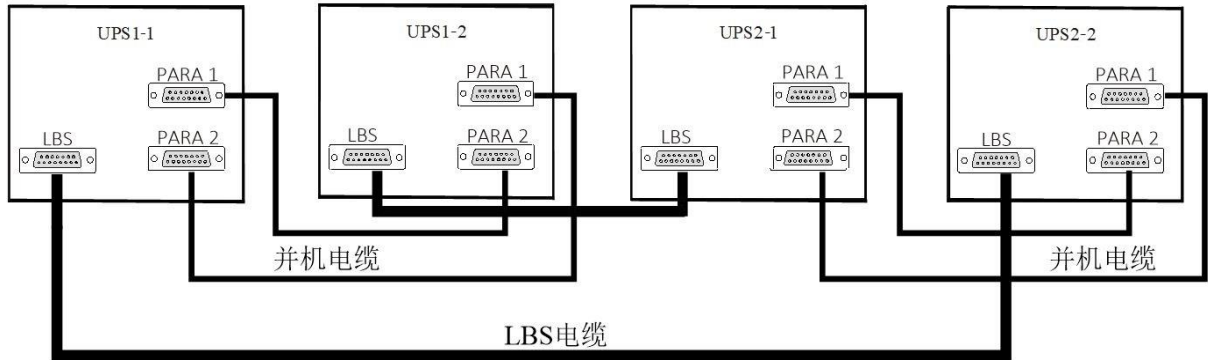 UPS1-1
UPS1-2
UPS2-1
UPS2-2
PARA 1
PARA 1
PARA 1
PARA 1
LBS
PARA 2
LBS
PARA 2
LBS
PARA 2
LBS
PARA 2
并机电缆
并机电缆
LBS电缆